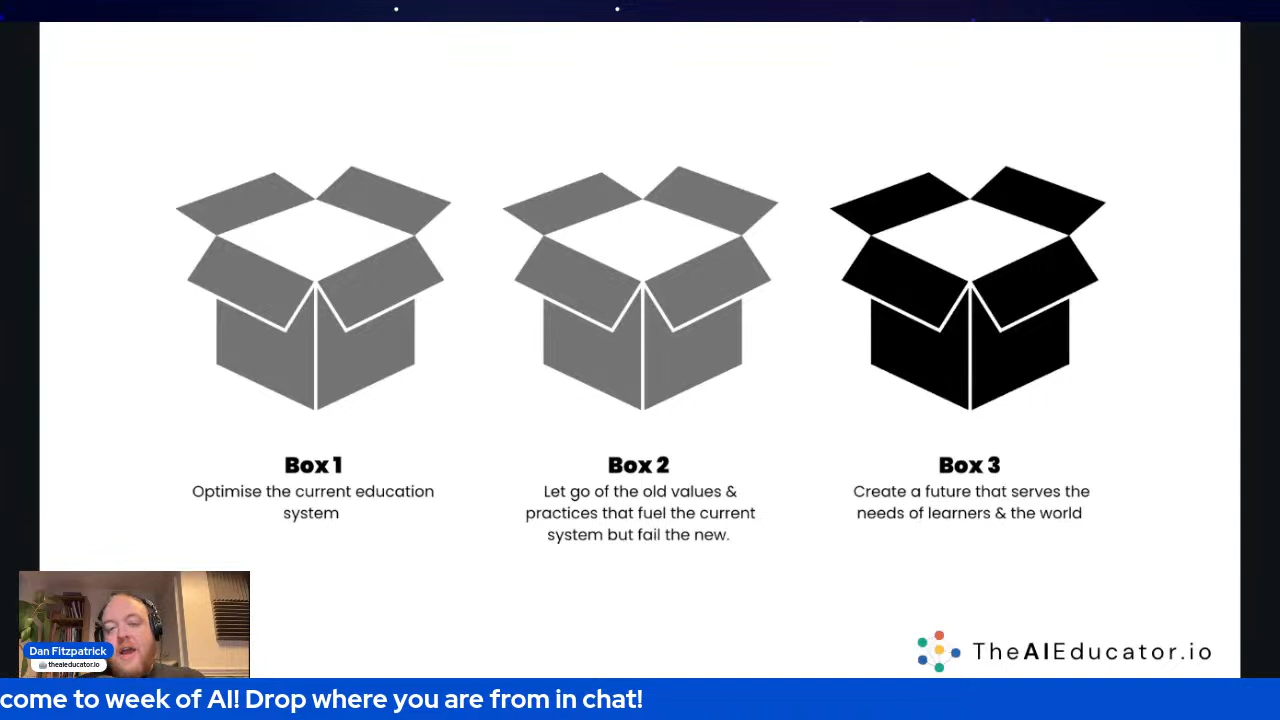 Box 1
Optimise the current education
system
Box 2
Let go of the old values &
practices that fuel the current
system but fail the new.
Box 3
Create a future that serves the
needs of learners & the world
TheAIEducator.io
Dan Fitzpatrick
theaieducator.io
come to week of AI! Drop where you are from in chat!